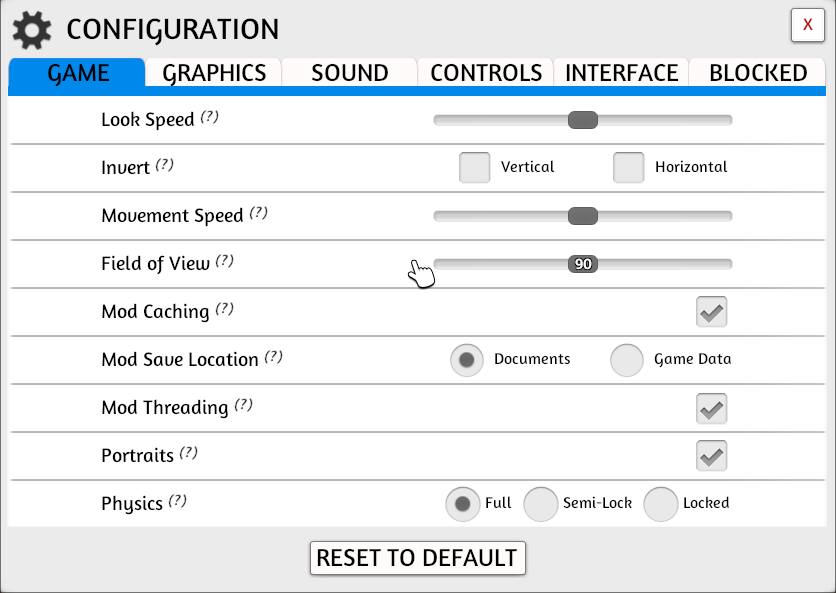 CONFIGURATION X
GAME GRAPHICS SOUND CONTROLS INTERFACE BLOCKED
Look Speed (?)
Invert (?) Vertical Horizontal
Movement Speed (?)
Field of View (?) 90
Mod Caching (?)
Mod Save Location (?) Documents Game Data
Mod Threading (?)
Portraits (?)
Physics (?) Full Semi-Lock Locked
RESET TO DEFAULT